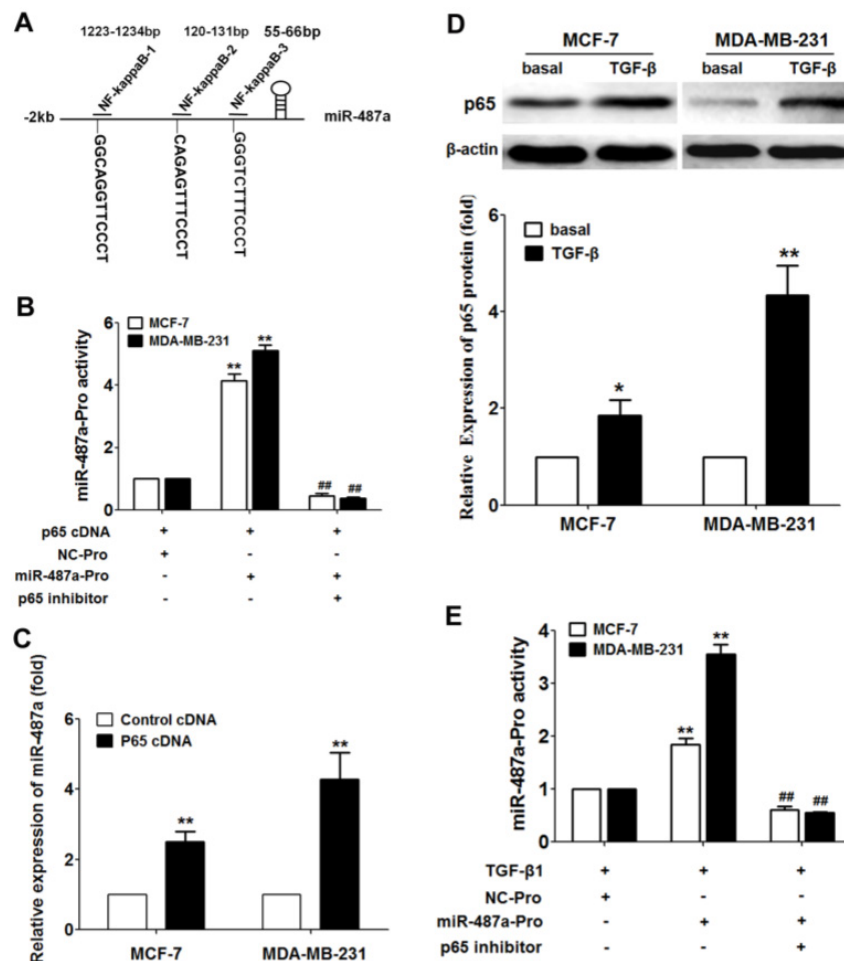 A
1223-1234bp 120-131bp 55-66bp
NF-kappaB-1 NF-kappaB-2 NF-kappaB-3
-2kb miR-487a
GGCAGGTTCCCT CAGAGTTTCCCT GGGTCTTTCCCT
B
MCF-7
MDA-MB-231
miR-487a-Pro activity
6
4
2
0
** **
## ##
p65 cDNA + + +
NC-Pro + - -
miR-487a-Pro - + +
p65 inhibitor - - +
C
Relative expression of miR-487a (fold)
Control cDNA
P65 cDNA
6
4
2
0
** **
MCF-7 MDA-MB-231
D
MCF-7 MDA-MB-231
basal TGF-β basal TGF-β
p65
β-actin
Relative Expression of p65 protein (fold)
basal
TGF-β
6
4
2
0
* **
MCF-7 MDA-MB-231
E
miR-487a-Pro activity
MCF-7
MDA-MB-231
4
3
2
1
0
** **
## ##
TGF-β1 + + +
NC-Pro + - -
miR-487a-Pro - + +
p65 inhibitor - - +